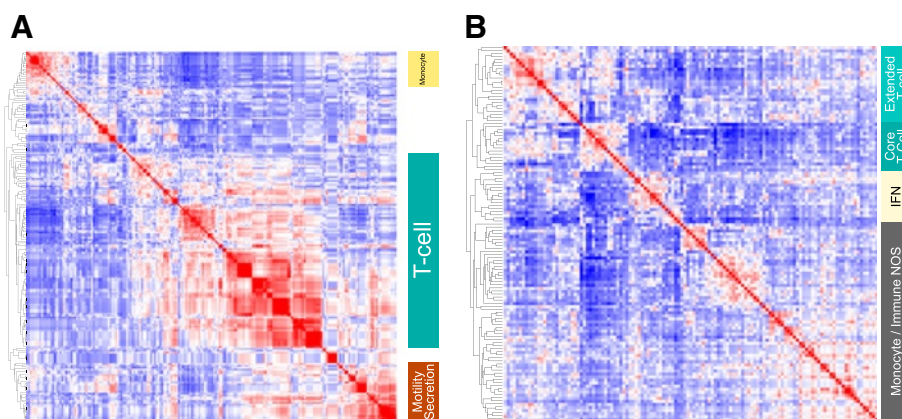 A
B
Monocyte
T-cell
Motility
Secretion
Extended
T-cell
Core
T-Cell
IFN
Monocyte / Immune NOS